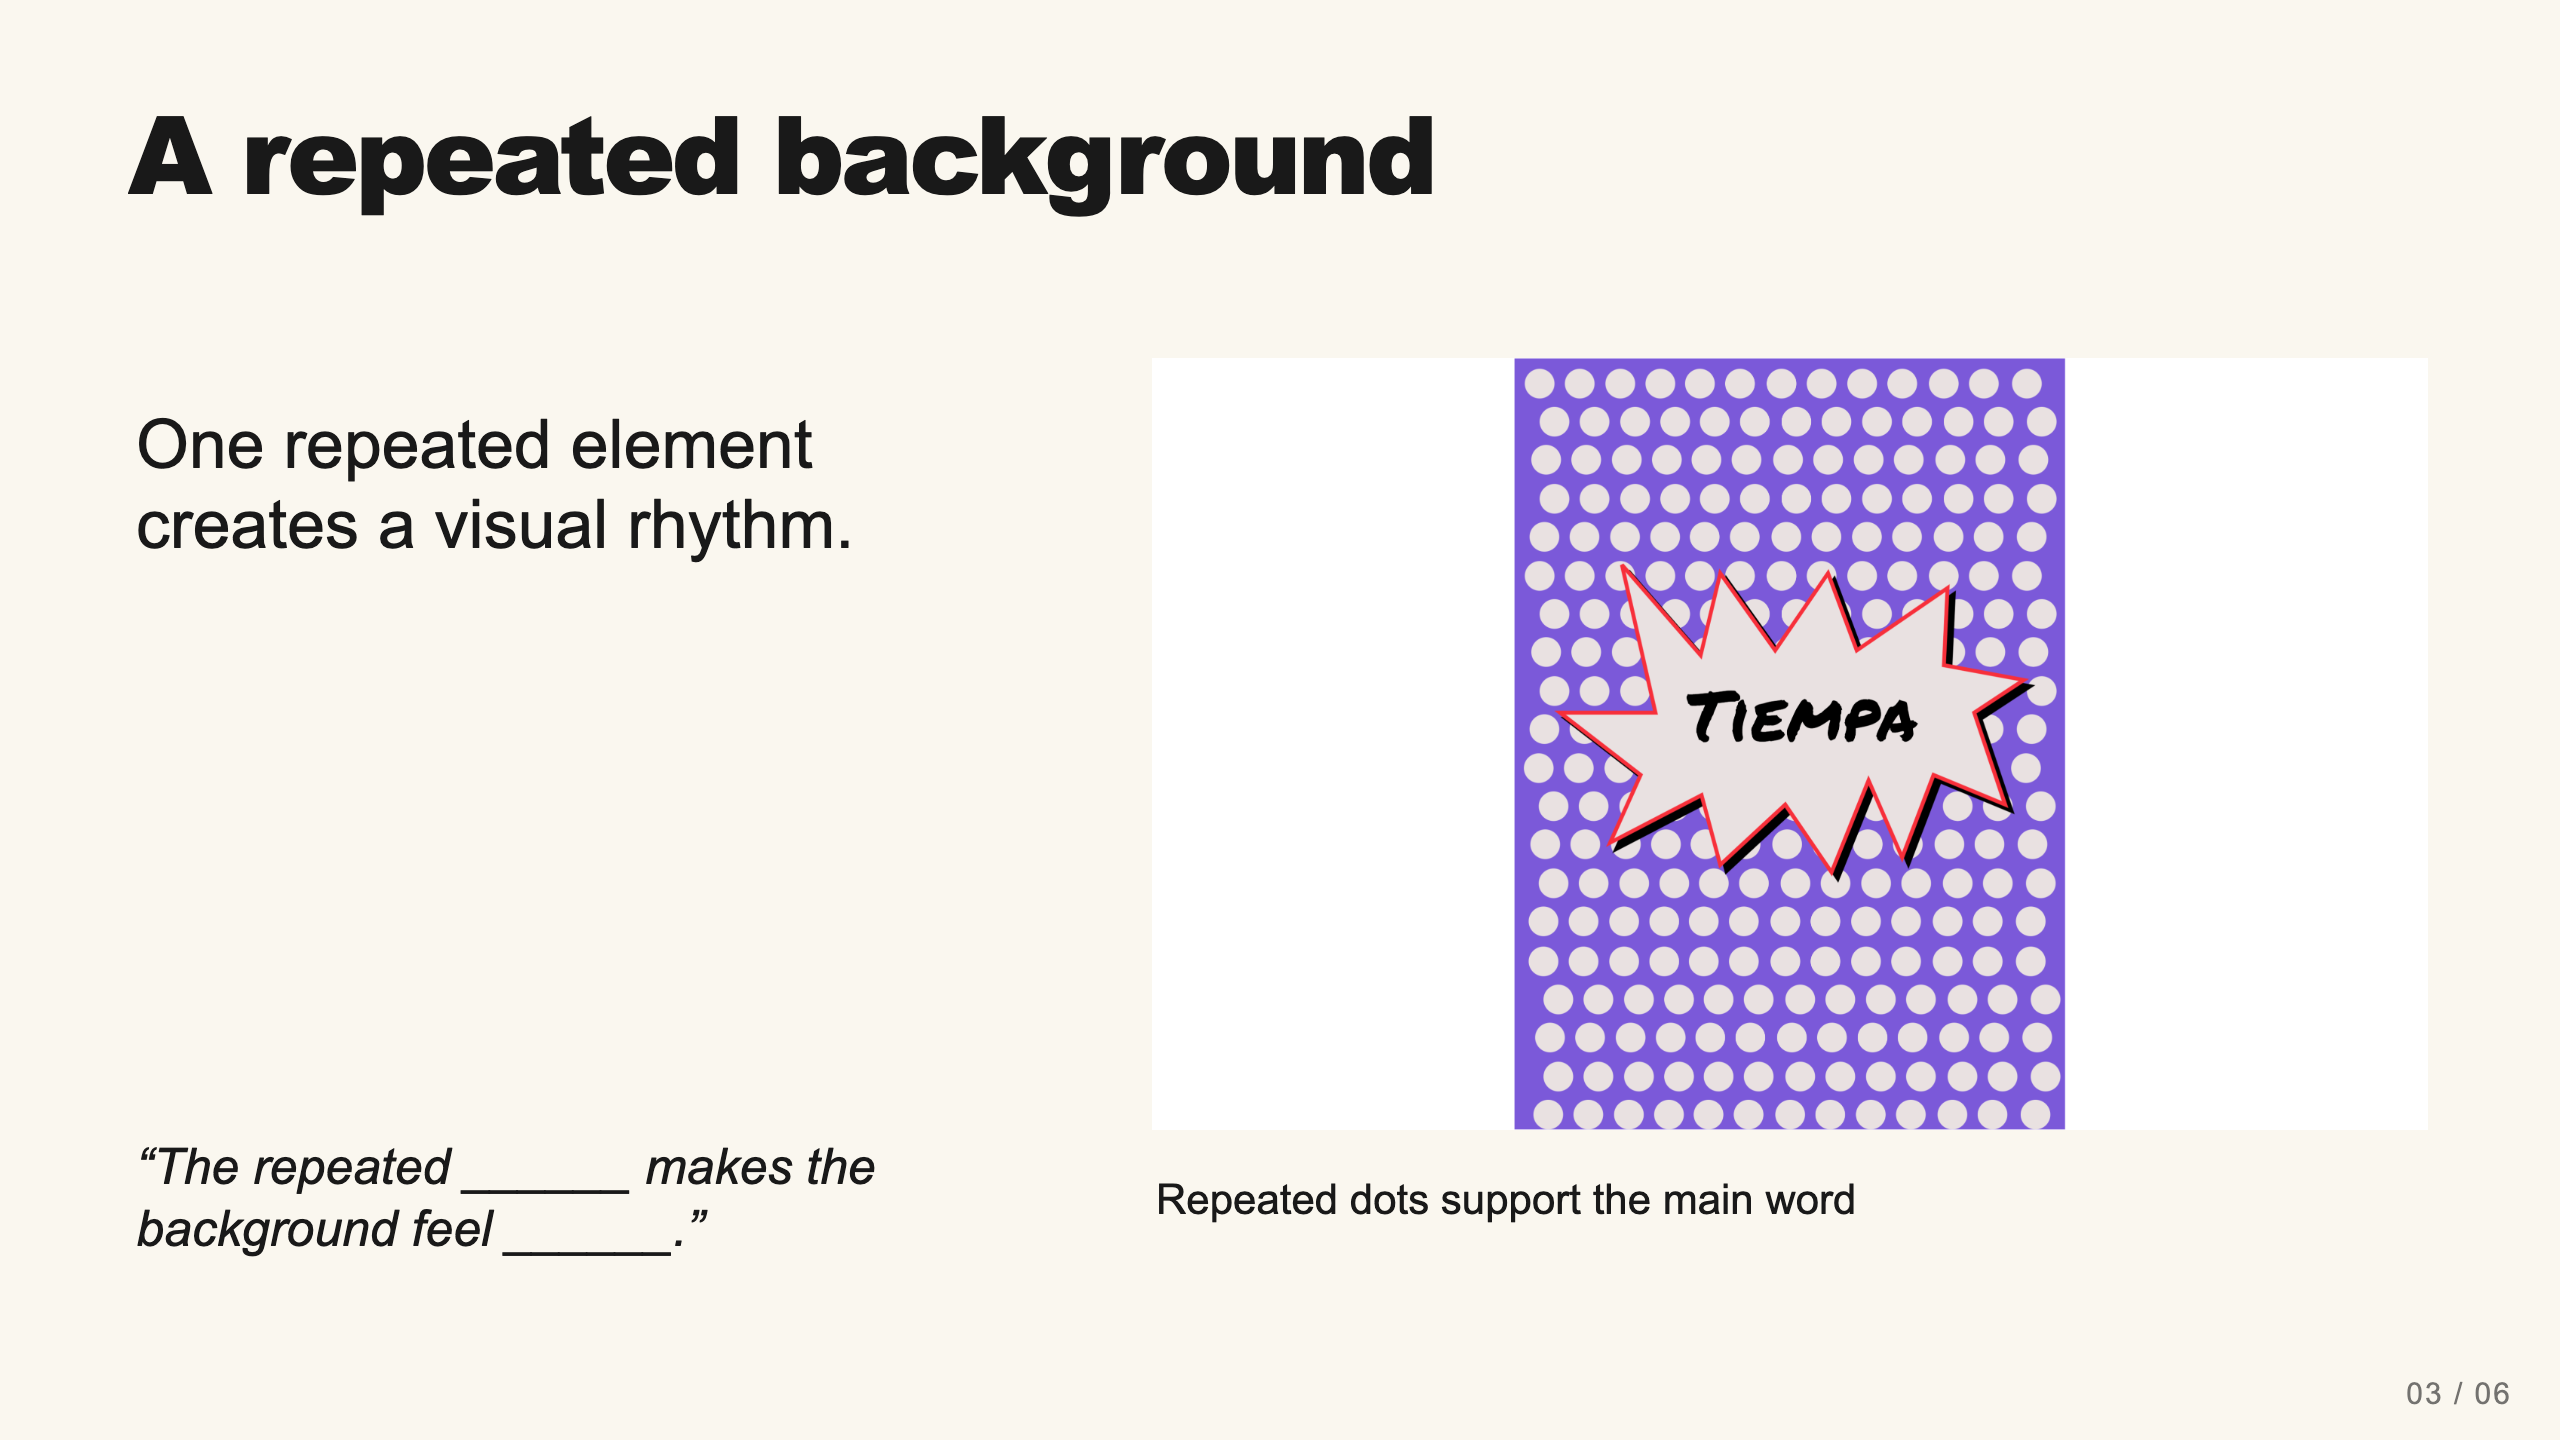 A repeated background
One repeated element
creates a visual rhythm.
TIEMPA
“The repeated ______ makes the
background feel ______.”
Repeated dots support the main word
03 / 06